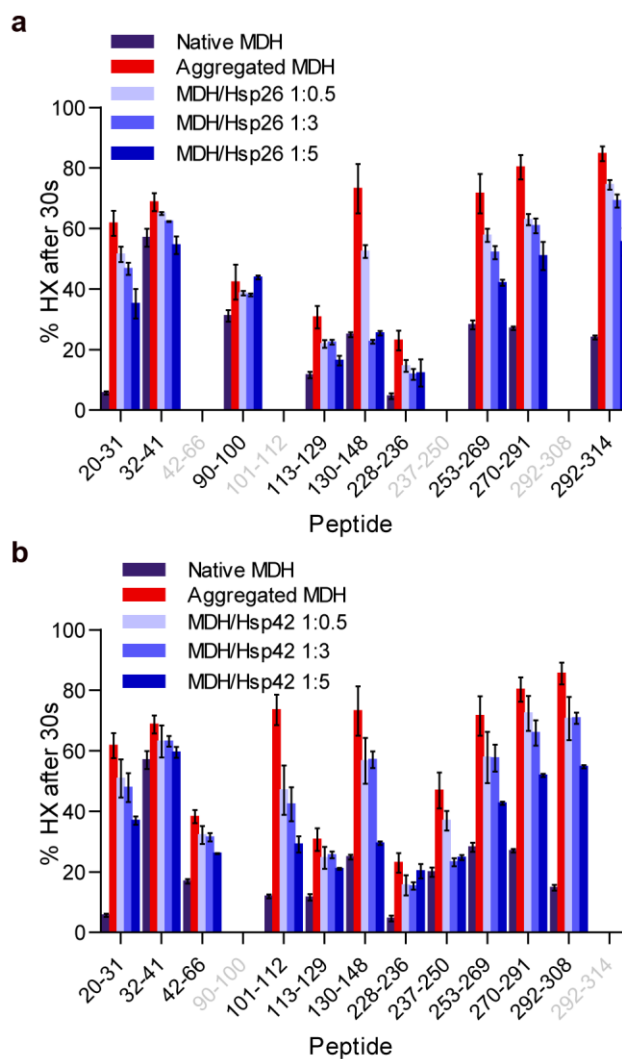 a
Native MDH
Aggregated MDH
MDH/Hsp26 1:0.5
MDH/Hsp26 1:3
MDH/Hsp26 1:5
% HX after 30s
100
80
60
40
20
0
20-31
32-41
42-66
90-100
101-112
113-129
130-148
228-236
237-250
253-269
270-291
292-308
292-314
Peptide
b
Native MDH
Aggregated MDH
MDH/Hsp42 1:0.5
MDH/Hsp42 1:3
MDH/Hsp42 1:5
% HX after 30s
100
80
60
40
20
0
20-31
32-41
42-66
90-100
101-112
113-129
130-148
228-236
237-250
253-269
270-291
292-308
292-314
Peptide